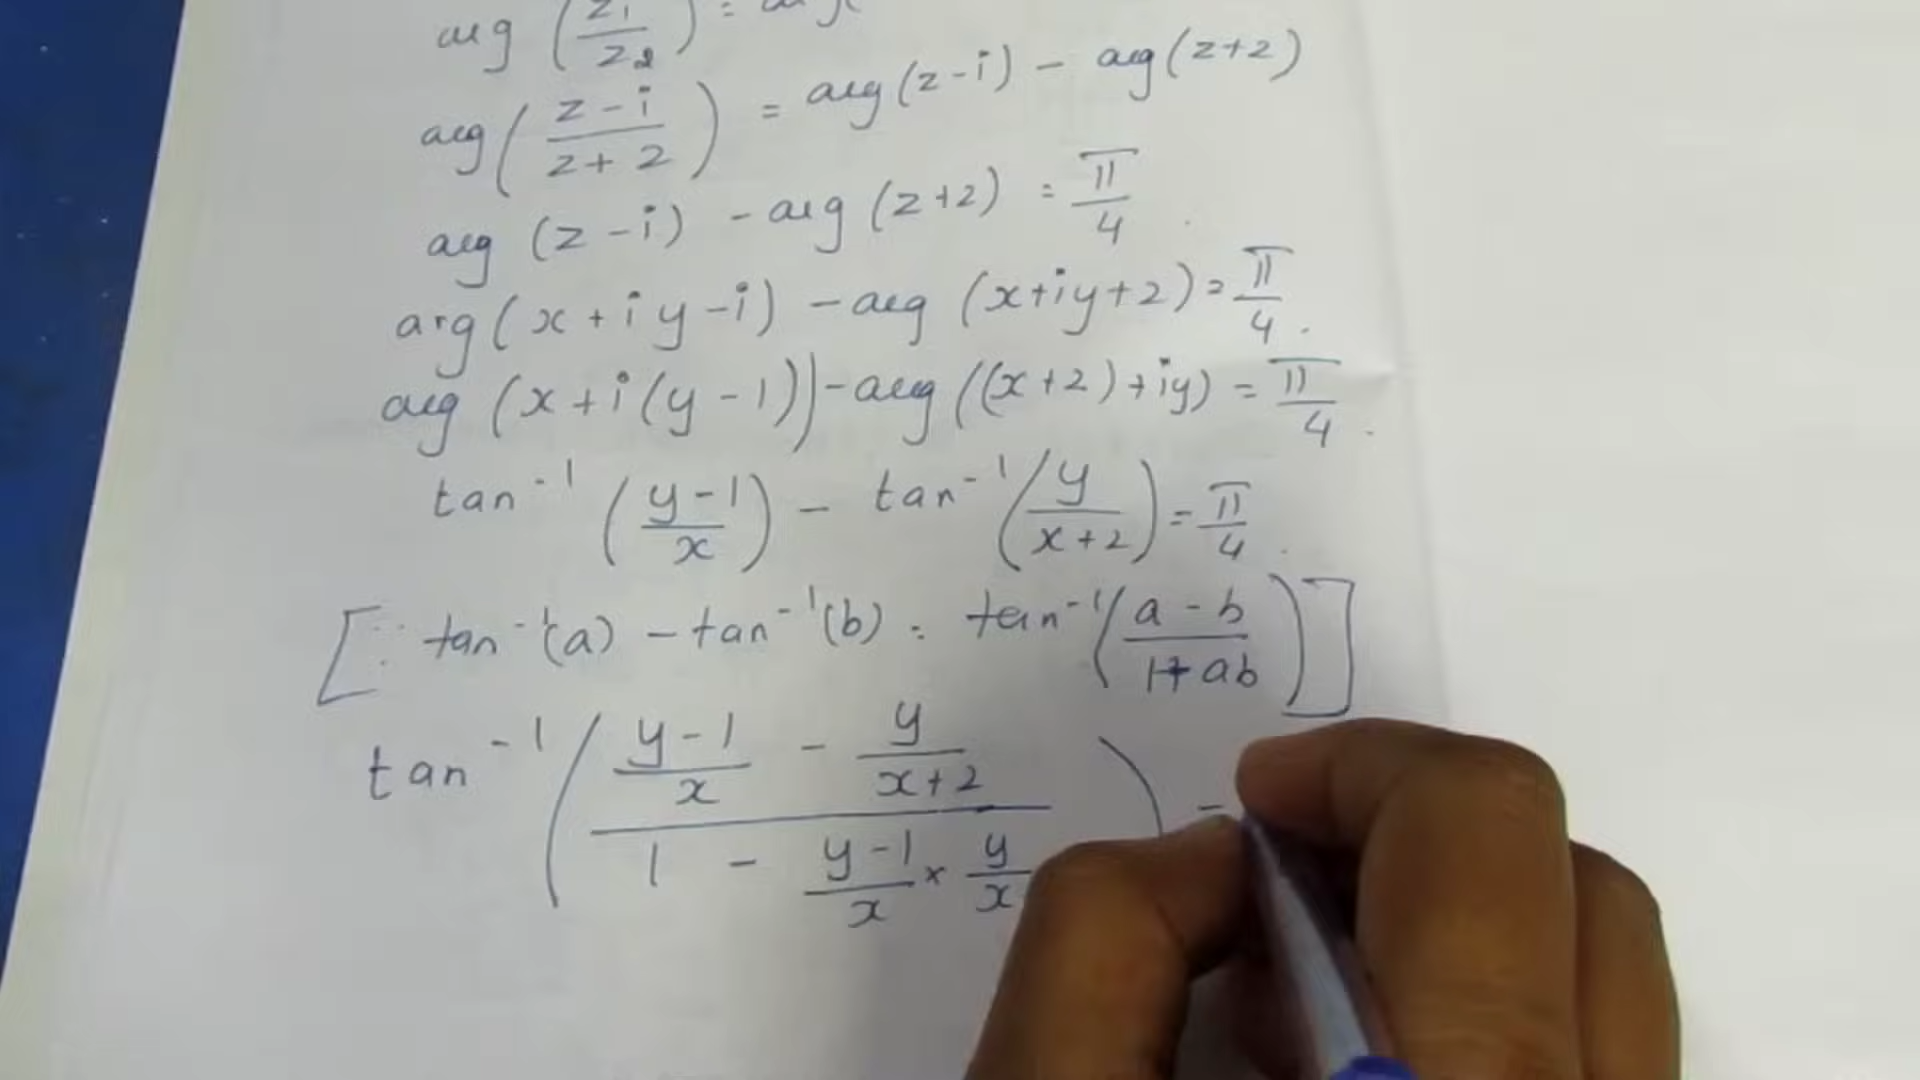 arg (z₁/z₂) = arg(
arg((z-i)/(z+2)) = arg(z-i) - arg(z+2)
arg (z-i) - arg (z+2) = π/4.
arg(x+iy-i) - arg (x+iy+2) = π/4.
arg (x+i(y-1)) - arg ((x+2)+iy) = π/4.
tan⁻¹ ((y-1)/x) - tan⁻¹ (y/(x+2)) = π/4.
[∵ tan⁻¹(a) - tan⁻¹(b) = tan⁻¹((a-b)/(1+ab))]
tan⁻¹ (((y-1)/x - y/(x+2))/(1 - (y-1)/x × y/x